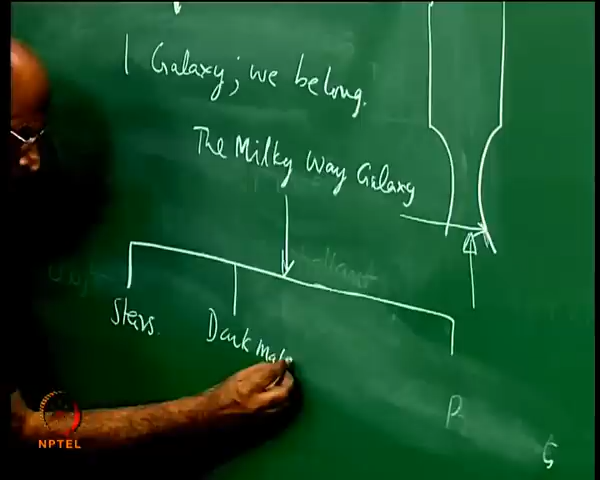 1 Galaxy; we belong.
The Milky Way Galaxy
Stars.
Dark mat
NPTEL